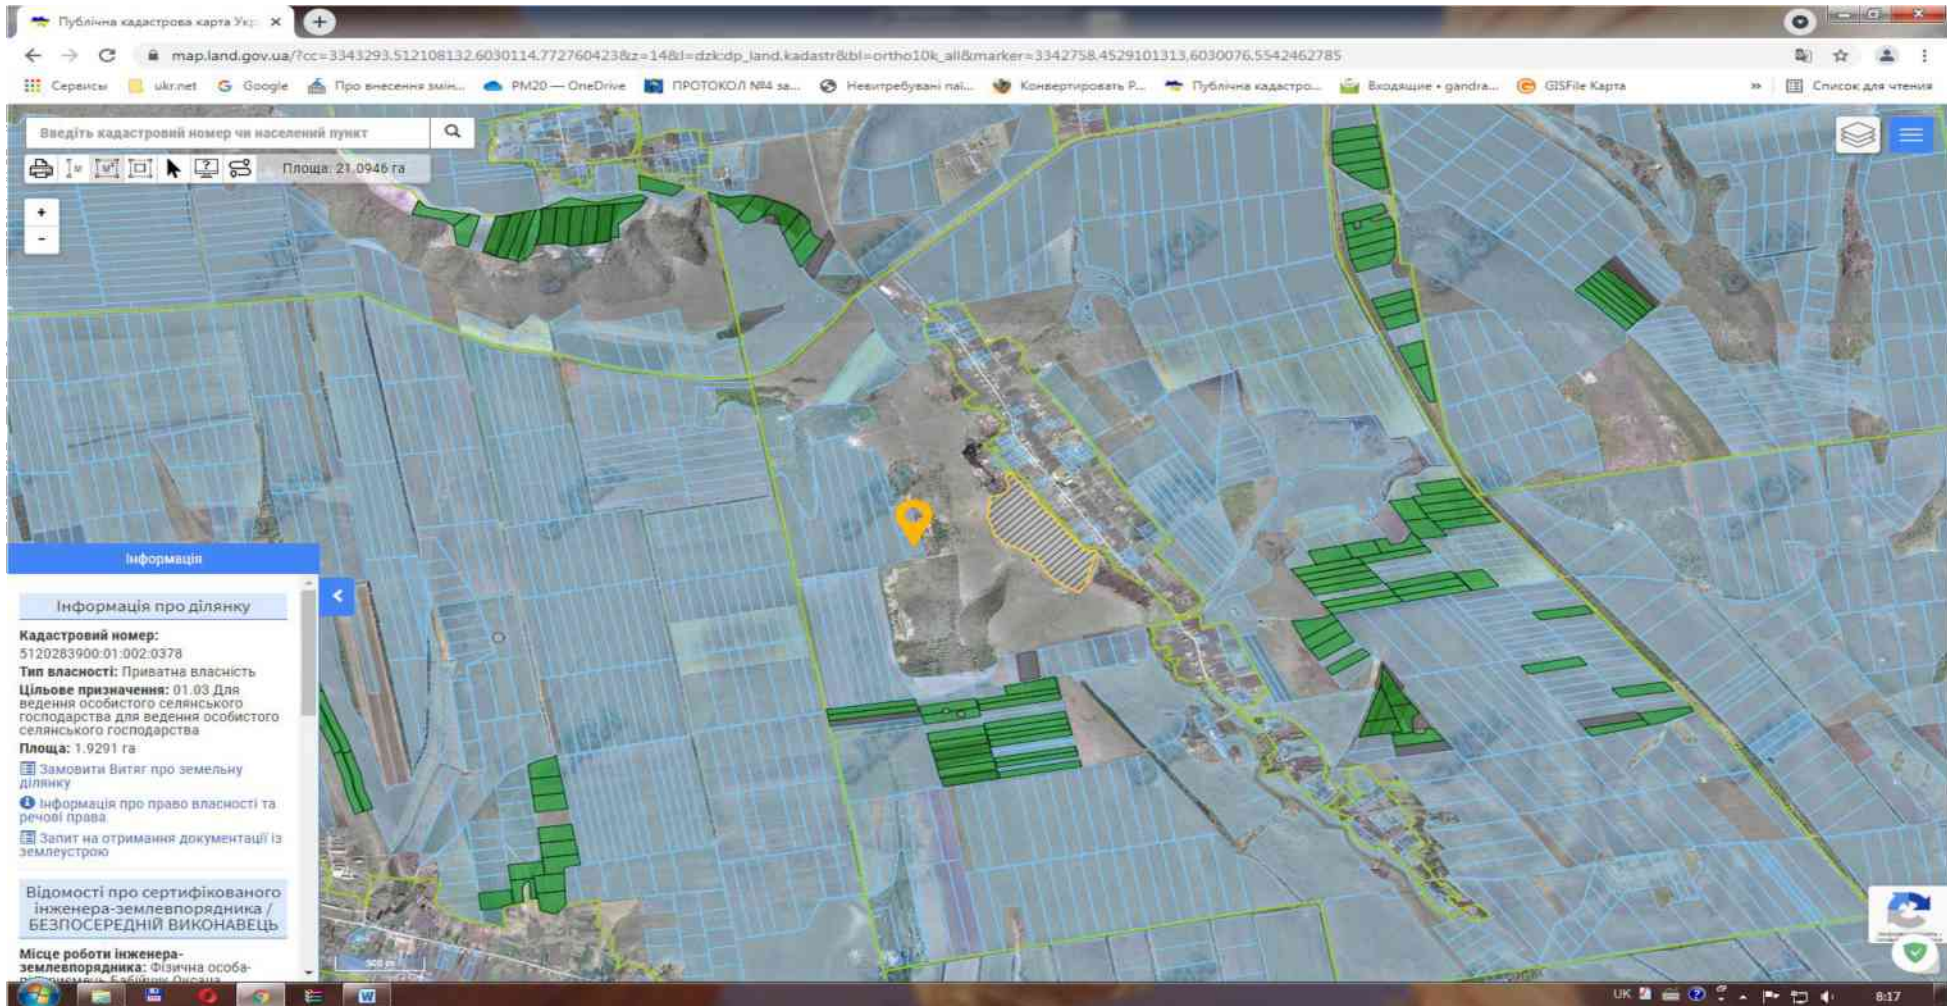 Публічна кадастрова карта Укр
map.land.gov.ua/?cc=3343293.512108132,6030114.772760423&z=14&l=dzk:dp_land,kadastr&bl=ortho10k_all&marker=3342758.4529101313,6030076.5542462785
Сервисы ukr.net Google Про внесення змін... PM20 — OneDrive ПРОТОКОЛ №4 за... Невитребувані паї... Конвертировать P... Публічна кадастро... Входящие • gandra... GISFile Карта » Список для чтения
Введіть кадастровий номер чи населений пункт
Площа: 21.0946 га
+
-
Інформація
Інформація про ділянку
Кадастровий номер:
5120283900:01:002:0378
Тип власності: Приватна власність
Цільове призначення: 01.03 Для
ведення особистого селянського
господарства для ведення особистого
селянського господарства
Площа: 1.9291 га
Замовити Витяг про земельну
ділянку
Інформація про право власності та
речові права
Запит на отримання документації із
землеустрою
Відомості про сертифікованого
інженера-землевпорядника /
БЕЗПОСЕРЕДНІЙ ВИКОНАВЕЦЬ
Місце роботи інженера-
землевпорядника: Фізична особа-
500 m
UK
8:17